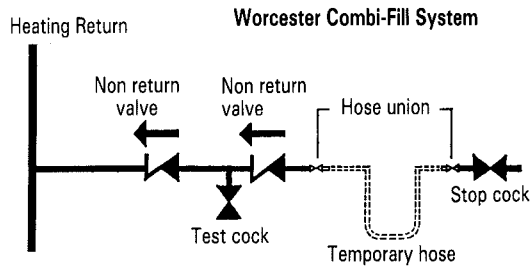 Worcester Combi-Fill System
Heating Return
Non return
valve
Non return
valve
Hose union
Stop cock
Test cock
Temporary hose